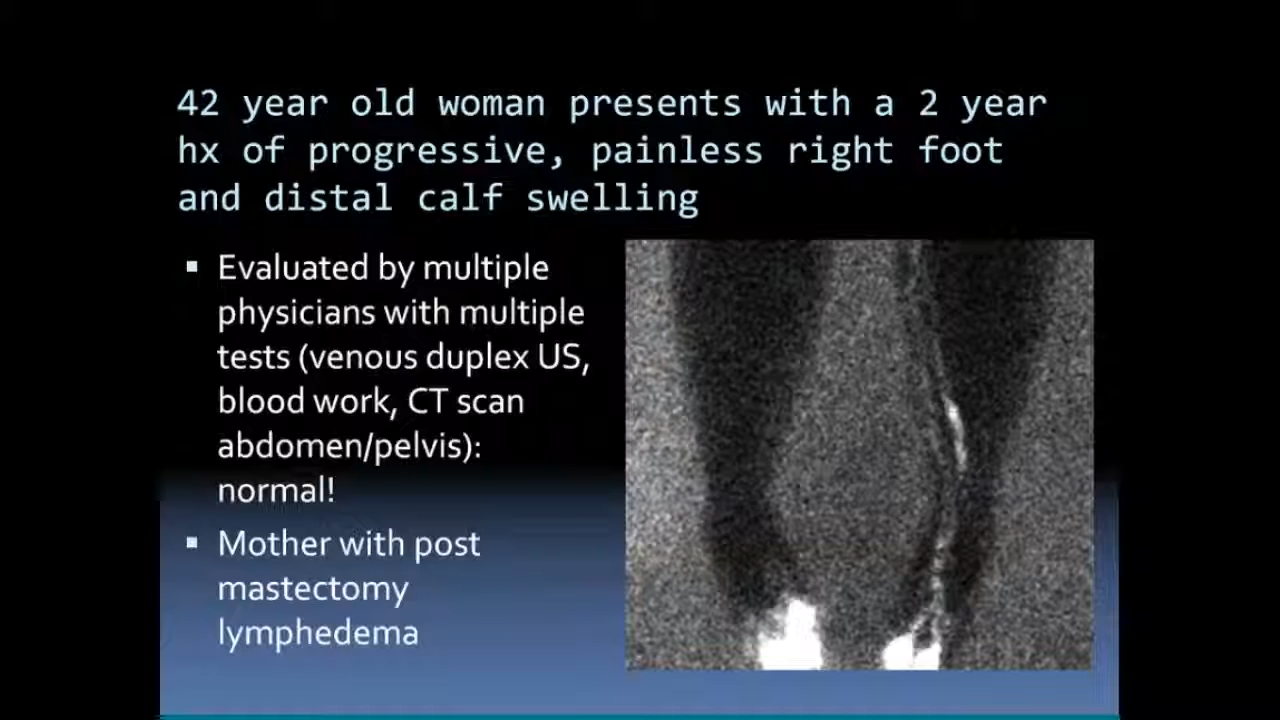 42 year old woman presents with a 2 year
hx of progressive, painless right foot
and distal calf swelling
▪ Evaluated by multiple
physicians with multiple
tests (venous duplex US,
blood work, CT scan
abdomen/pelvis):
normal!
▪ Mother with post
mastectomy
lymphedema